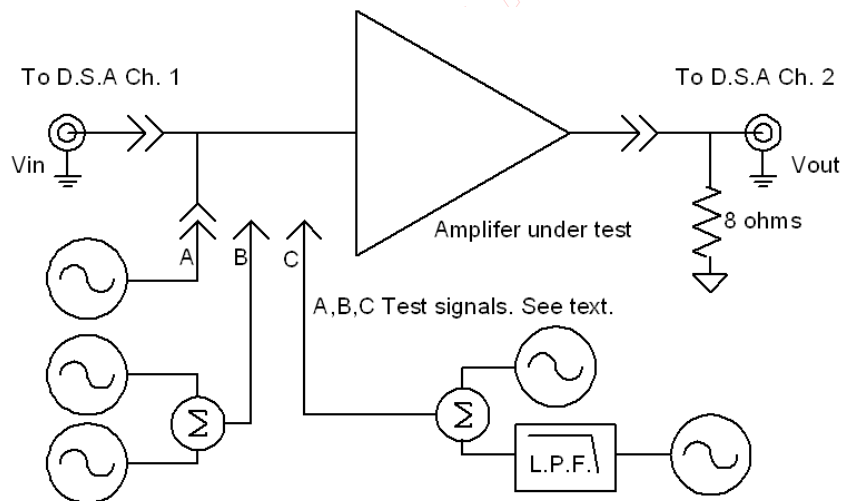 To D.S.A Ch. 1
To D.S.A Ch. 2
Vin
Vout
Amplifer under test
8 ohms
A
B
C
A,B,C Test signals. See text.
Σ
Σ
L.P.F.